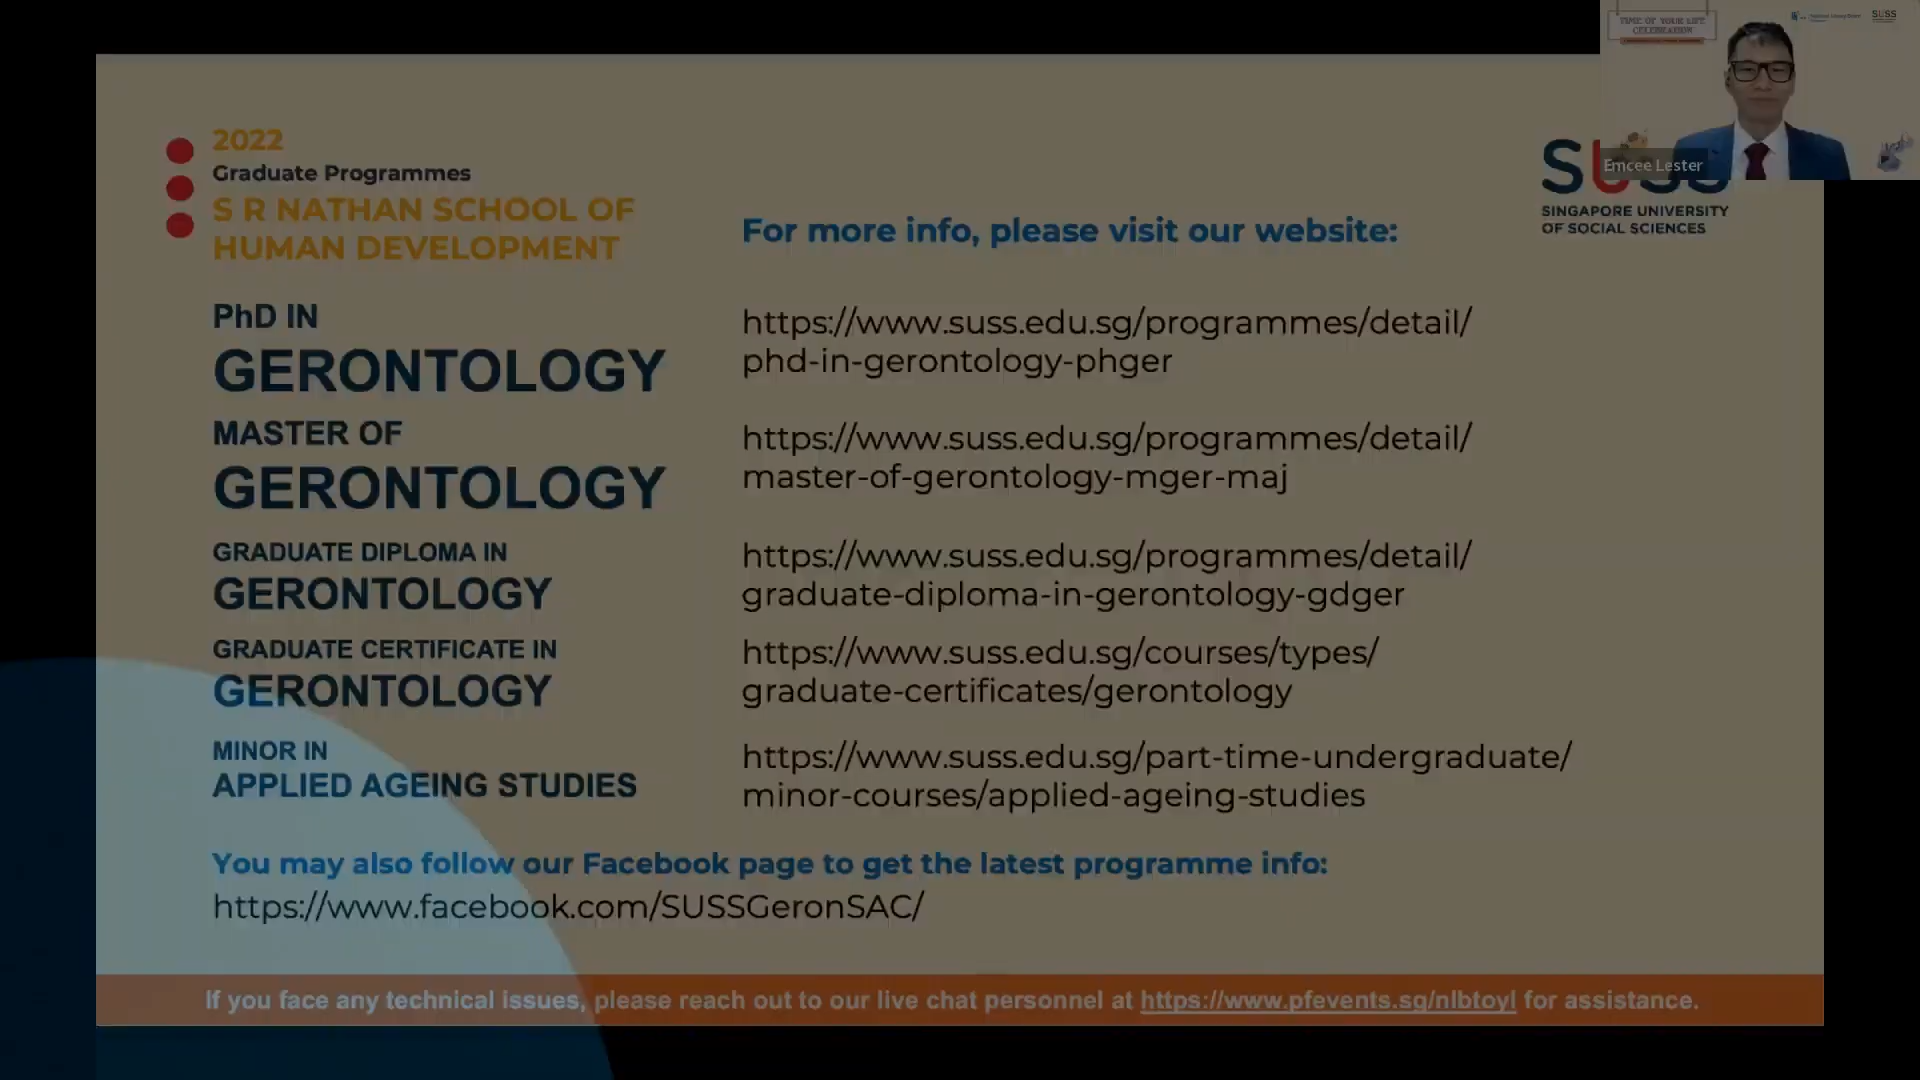 TIME OF YOUR LIFE
CELEBRATION
SUSS
2022
Graduate Programmes
S R NATHAN SCHOOL OF
HUMAN DEVELOPMENT
Emcee Lester
SINGAPORE UNIVERSITY
OF SOCIAL SCIENCES
For more info, please visit our website:
PhD IN
GERONTOLOGY
https://www.suss.edu.sg/programmes/detail/
phd-in-gerontology-phger
MASTER OF
GERONTOLOGY
https://www.suss.edu.sg/programmes/detail/
master-of-gerontology-mger-maj
GRADUATE DIPLOMA IN
GERONTOLOGY
https://www.suss.edu.sg/programmes/detail/
graduate-diploma-in-gerontology-gdger
GRADUATE CERTIFICATE IN
GERONTOLOGY
https://www.suss.edu.sg/courses/types/
graduate-certificates/gerontology
MINOR IN
APPLIED AGEING STUDIES
https://www.suss.edu.sg/part-time-undergraduate/
minor-courses/applied-ageing-studies
You may also follow our Facebook page to get the latest programme info:
https://www.facebook.com/SUSSGeronSAC/
If you face any technical issues, please reach out to our live chat personnel at https://www.pfevents.sg/nlbtoyl for assistance.